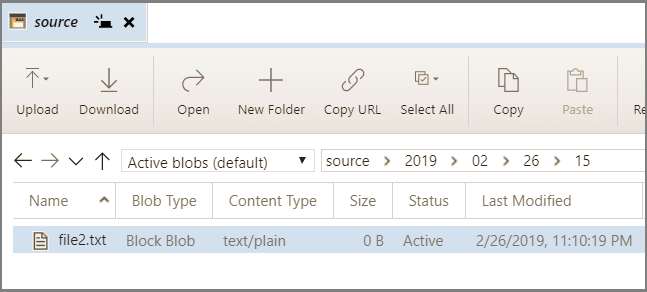 source
Upload Download Open New Folder Copy URL Select All Copy Paste Re
Active blobs (default) source 2019 02 26 15
Name Blob Type Content Type Size Status Last Modified
file2.txt Block Blob text/plain 0 B Active 2/26/2019, 11:10:19 PM